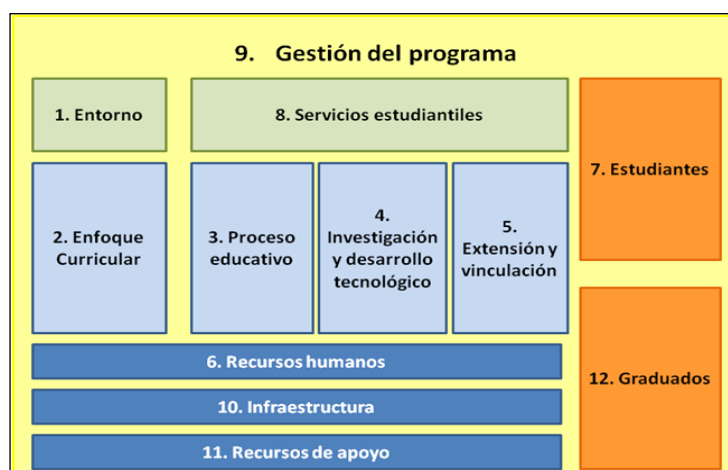 9. Gestión del programa
1. Entorno
8. Servicios estudiantiles
7. Estudiantes
2. Enfoque
Curricular
3. Proceso
educativo
4.
Investigación
y desarrollo
tecnológico
5.
Extensión y
vinculación
6. Recursos humanos
10. Infraestructura
11. Recursos de apoyo
12. Graduados